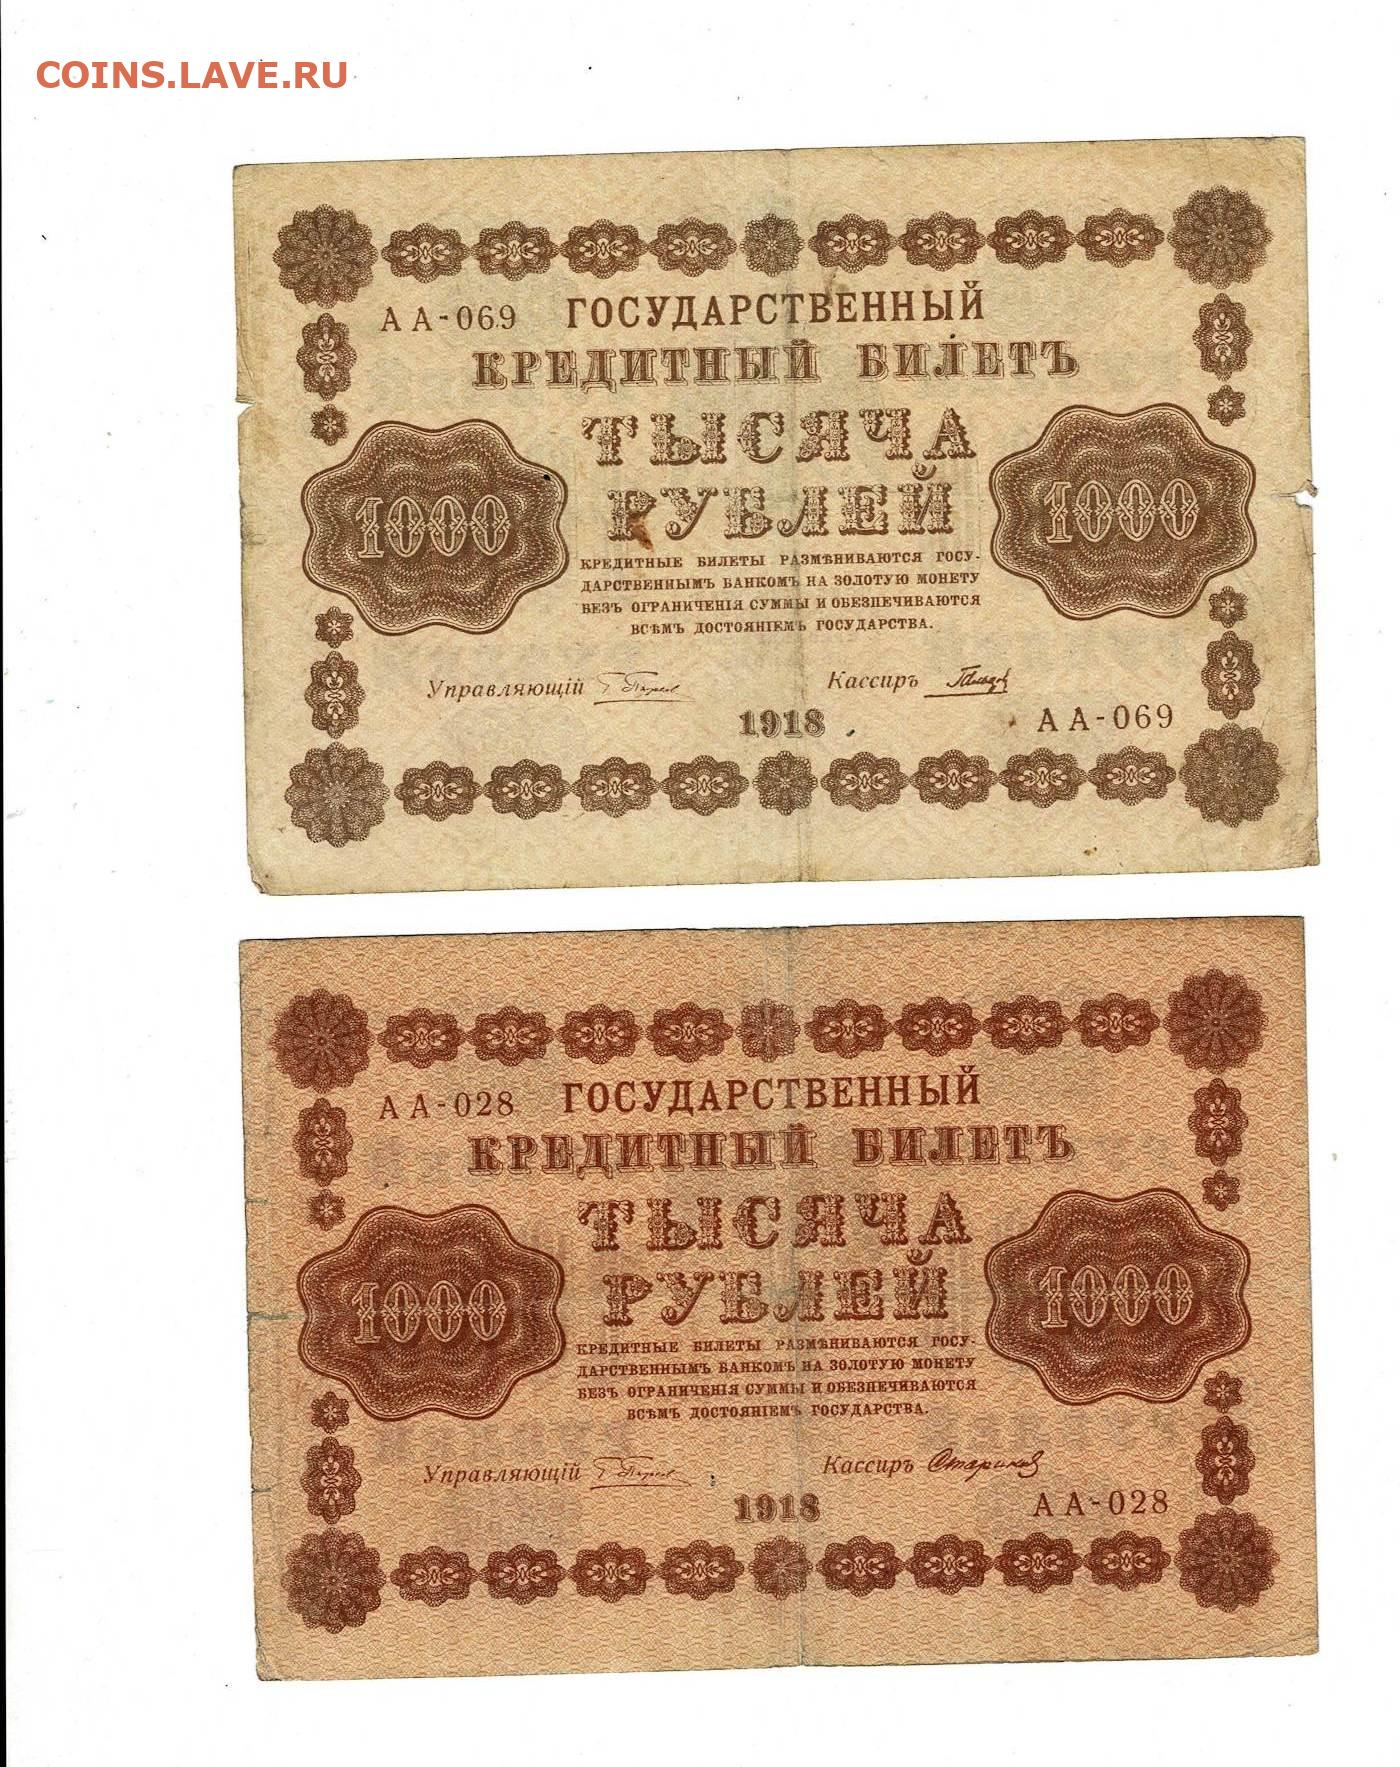 COINS.LAVE.RU
АА-069 ГОСУДАРСТВЕННЫЙ
КРЕДИТНЫЙ БИЛЕТЪ
ТЫСЯЧА
РУБЛЕЙ
1000
1000
КРЕДИТНЫЕ БИЛЕТЫ РАЗМѢНИВАЮТСЯ ГОСУ-
ДАРСТВЕННЫМЪ БАНКОМЪ НА ЗОЛОТУЮ МОНЕТУ
БЕЗЪ ОГРАНИЧЕНІЯ СУММЫ И ОБЕЗПЕЧИВАЮТСЯ
ВСѢМЪ ДОСТОЯНІЕМЪ ГОСУДАРСТВА.
Управляющій Кассиръ
1918 АА-069
АА-028 ГОСУДАРСТВЕННЫЙ
КРЕДИТНЫЙ БИЛЕТЪ
ТЫСЯЧА
РУБЛЕЙ
1000
1000
КРЕДИТНЫЕ БИЛЕТЫ РАЗМѢНИВАЮТСЯ ГОСУ-
ДАРСТВЕННЫМЪ БАНКОМЪ НА ЗОЛОТУЮ МОНЕТУ
БЕЗЪ ОГРАНИЧЕНІЯ СУММЫ И ОБЕЗПЕЧИВАЮТСЯ
ВСѢМЪ ДОСТОЯНІЕМЪ ГОСУДАРСТВА.
Управляющій Кассиръ
1918 АА-028